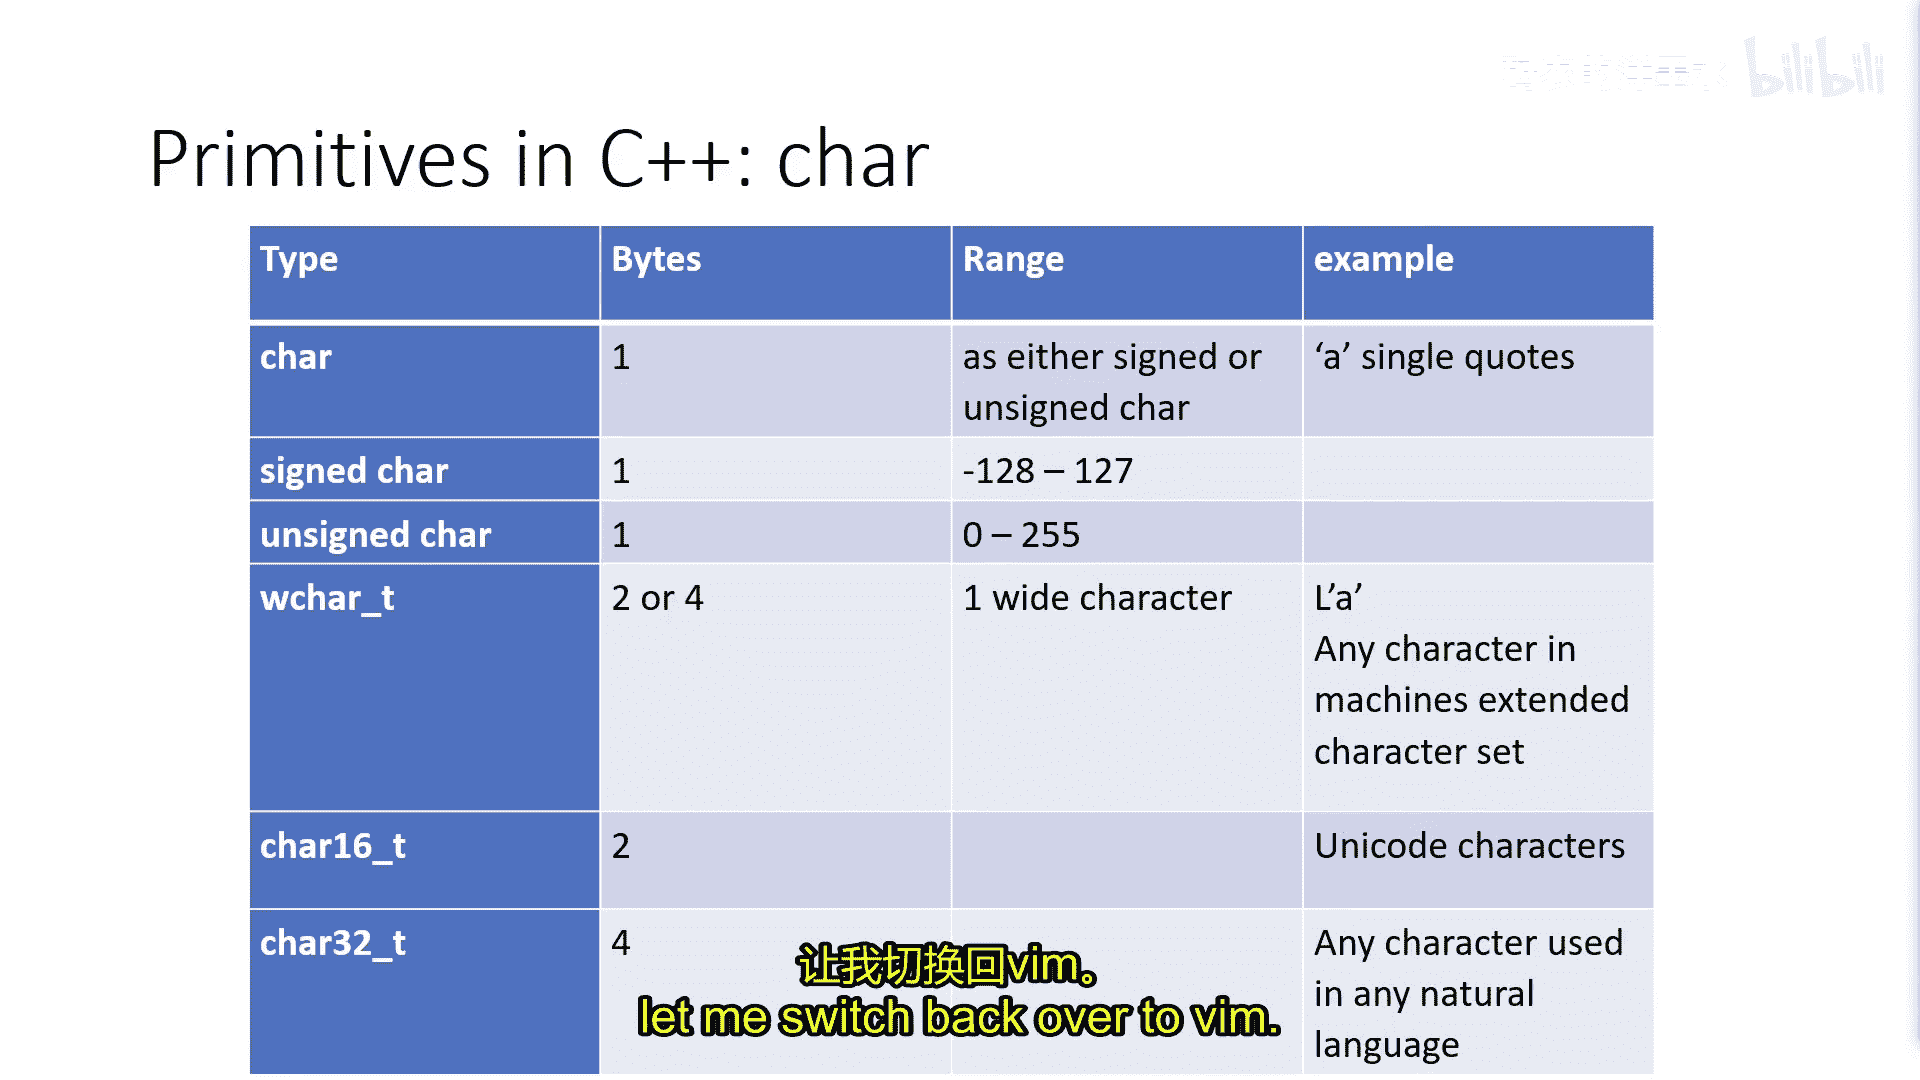 bilibili
Primitives in C++: char
Type Bytes Range example
char 1 as either signed or ‘a’ single quotes
unsigned char
signed char 1 -128 – 127
unsigned char 1 0 – 255
wchar_t 2 or 4 1 wide character L’a’
Any character in
machines extended
character set
char16_t 2 Unicode characters
char32_t 4 Any character used
in any natural
language
让我切换回vim。
let me switch back over to vim.